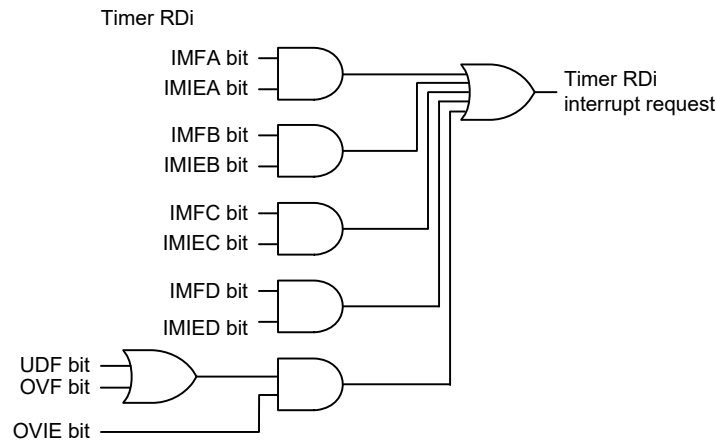 Timer RDi
IMFA bit
IMIEA bit
Timer RDi
interrupt request
IMFB bit
IMIEB bit
IMFC bit
IMIEC bit
IMFD bit
IMIED bit
UDF bit
OVF bit
OVIE bit